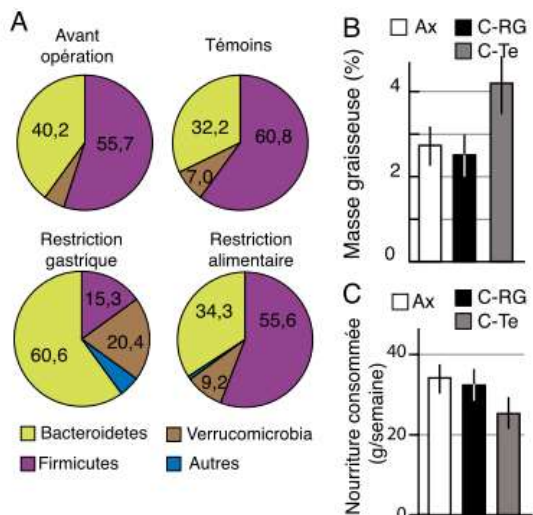 A
Avant
opération
40,2
55,7
Témoins
32,2
60,8
7,0
Restriction
gastrique
15,3
20,4
60,6
Restriction
alimentaire
34,3
55,6
9,2
Bacteroidetes
Verrucomicrobia
Firmicutes
Autres
B
Ax
C-RG
C-Te
Masse graisseuse (%)
4
2
0
C
Ax
C-RG
C-Te
Nourriture consommée
(g/semaine)
40
20
0